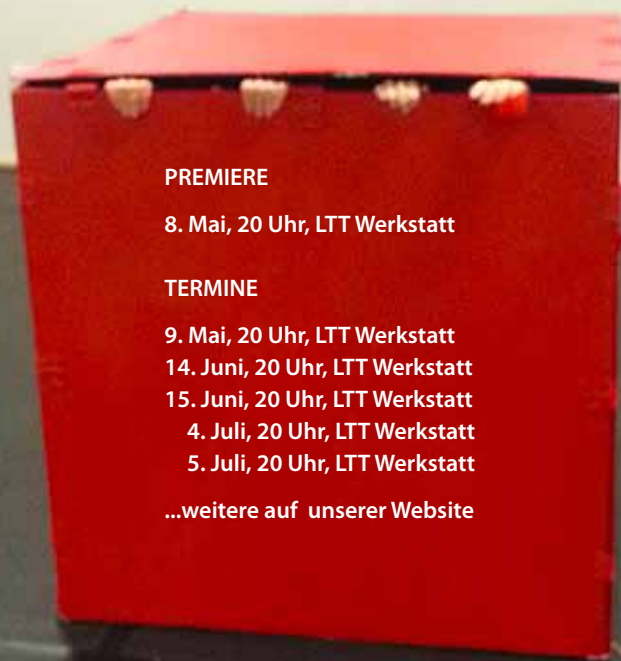 PREMIERE
8. Mai, 20 Uhr, LTT Werkstatt
TERMINE
9. Mai, 20 Uhr, LTT Werkstatt
14. Juni, 20 Uhr, LTT Werkstatt
15. Juni, 20 Uhr, LTT Werkstatt
4. Juli, 20 Uhr, LTT Werkstatt
5. Juli, 20 Uhr, LTT Werkstatt
...weitere auf unserer Website